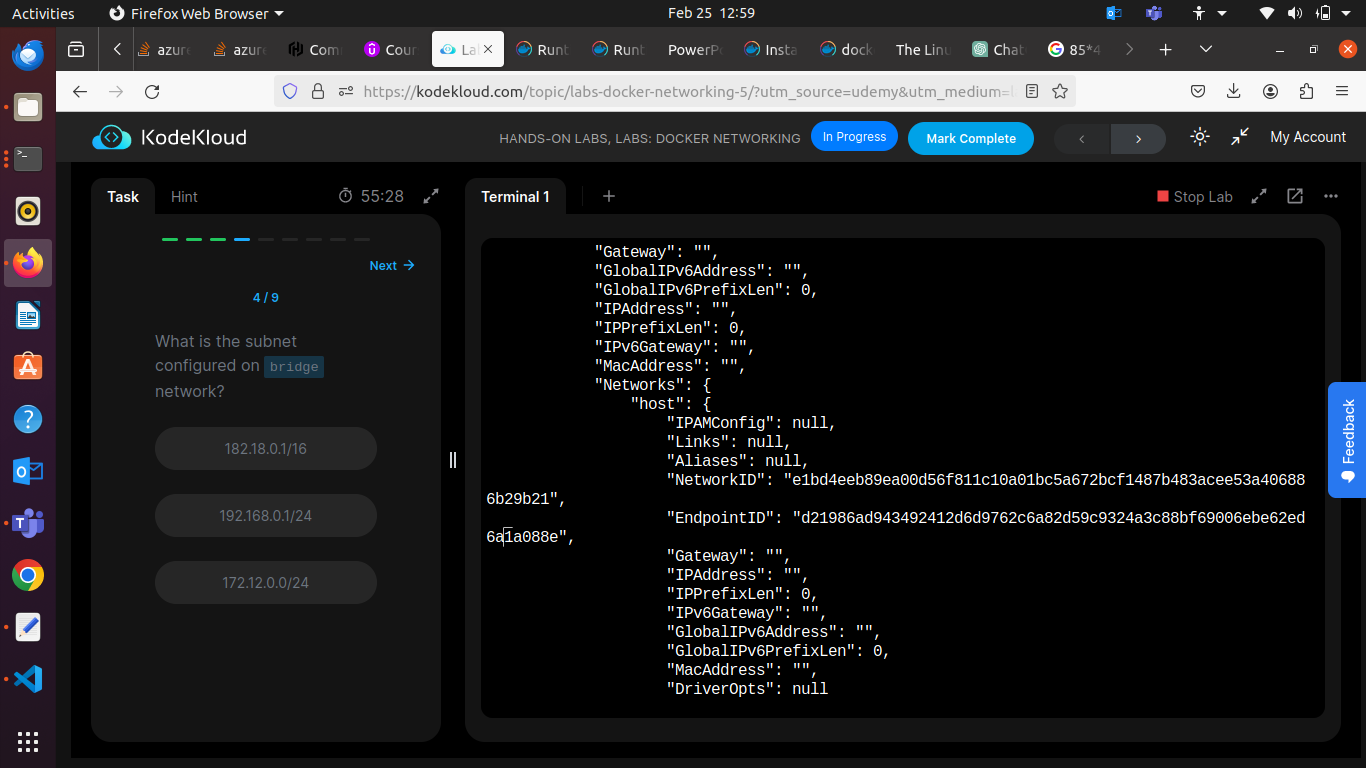 Activities
Firefox Web Browser
Feb 25 12:59
azure
azure
Com
Cour
La
Runt
Runt
PowerP
Insta
dock
The Linu
Chat
85*4
https://kodekloud.com/topic/labs-docker-networking-5/?utm_source=udemy&utm_medium=l
KodeKloud
HANDS-ON LABS, LABS: DOCKER NETWORKING
In Progress
Mark Complete
My Account
Task
Hint
55:28
Next →
4 / 9
What is the subnet
configured on bridge
network?
182.18.0.1/16
192.168.0.1/24
172.12.0.0/24
Terminal 1
Stop Lab
"Gateway": "",
"GlobalIPv6Address": "",
"GlobalIPv6PrefixLen": 0,
"IPAddress": "",
"IPPrefixLen": 0,
"IPv6Gateway": "",
"MacAddress": "",
"Networks": {
"host": {
"IPAMConfig": null,
"Links": null,
"Aliases": null,
"NetworkID": "e1bd4eeb89ea00d56f811c10a01bc5a672bcf1487b483acee53a40688
6b29b21",
"EndpointID": "d21986ad943492412d6d9762c6a82d59c9324a3c88bf69006ebe62ed
6a1a088e",
"Gateway": "",
"IPAddress": "",
"IPPrefixLen": 0,
"IPv6Gateway": "",
"GlobalIPv6Address": "",
"GlobalIPv6PrefixLen": 0,
"MacAddress": "",
"DriverOpts": null
Feedback